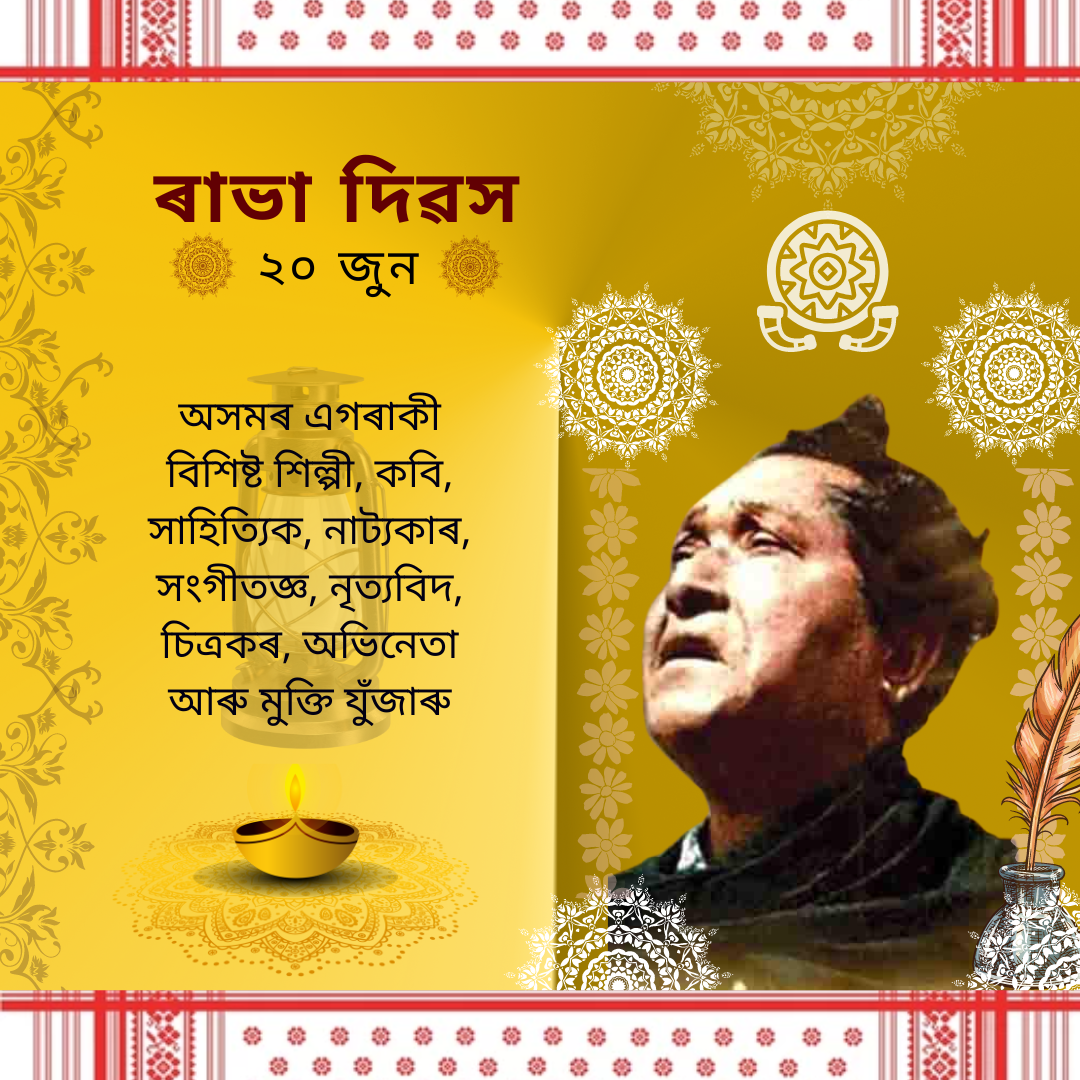 ৰাভা দিৱস
২০ জুন
অসমৰ এগৰাকী
বিশিষ্ট শিল্পী, কবি,
সাহিত্যিক, নাট্যকাৰ,
সংগীতজ্ঞ, নৃত্যবিদ,
চিত্ৰকৰ, অভিনেতা
আৰু মুক্তি যুঁজাৰু